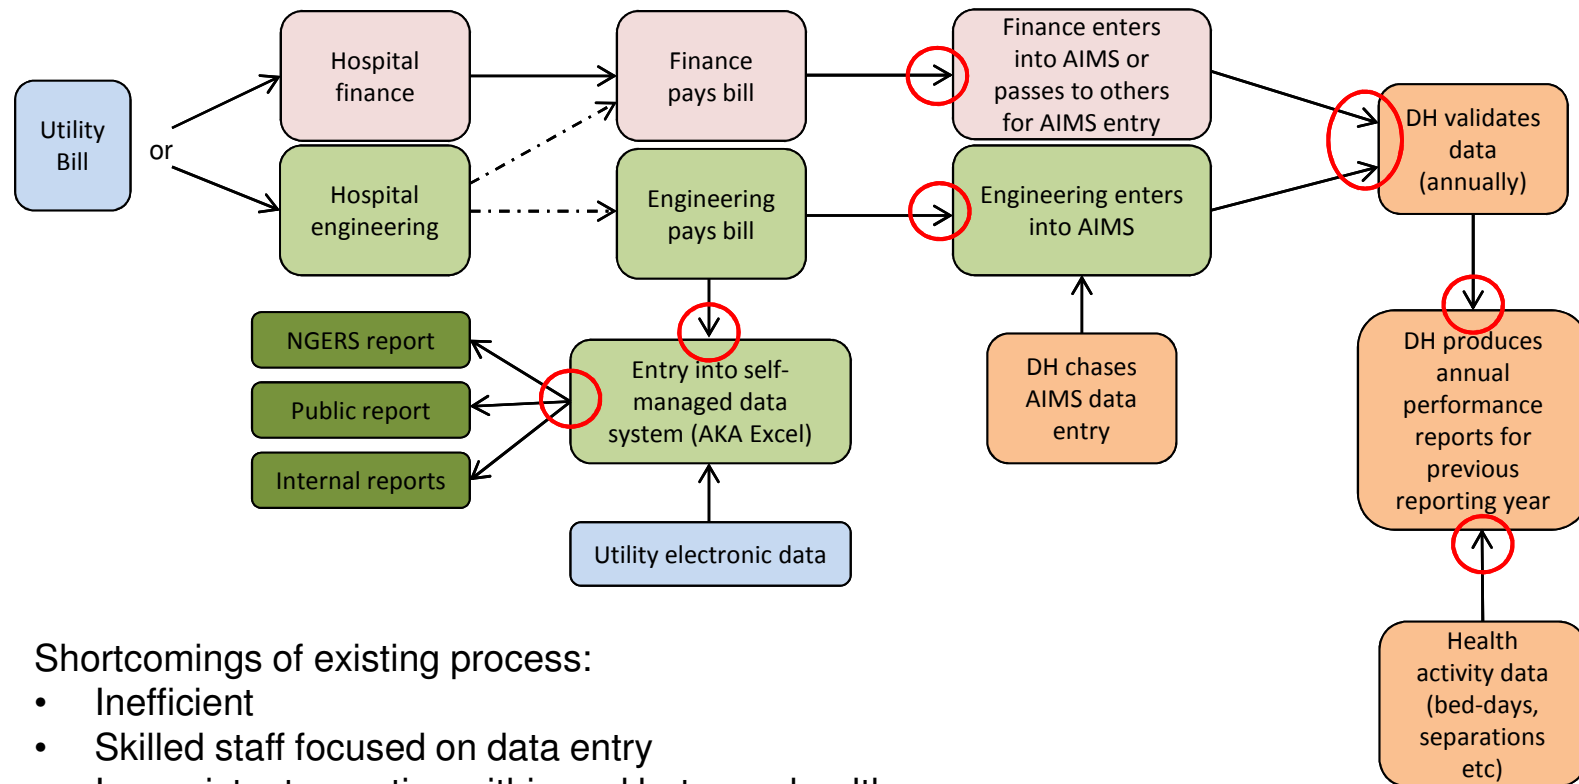 Utility
Bill
or
Hospital
finance
Finance
pays bill
Finance enters
into AIMS or
passes to others
for AIMS entry
DH validates
data
(annually)
Hospital
engineering
Engineering
pays bill
Engineering enters
into AIMS
NGERS report
Public report
Internal reports
Entry into self-
managed data
system (AKA Excel)
DH chases
AIMS data
entry
DH produces
annual
performance
reports for
previous
reporting year
Utility electronic data
Health
activity data
(bed-days,
separations
etc)
Shortcomings of existing process:
• Inefficient
• Skilled staff focused on data entry